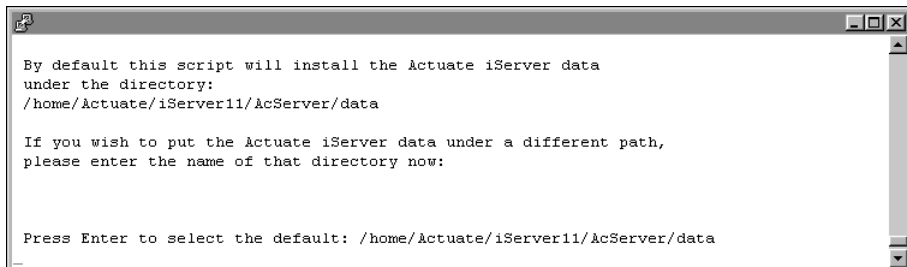 By default this script will install the Actuate iServer data
under the directory:
/home/Actuate/iServer11/AcServer/data
If you wish to put the Actuate iServer data under a different path,
please enter the name of that directory now:
Press Enter to select the default: /home/Actuate/iServer11/AcServer/data